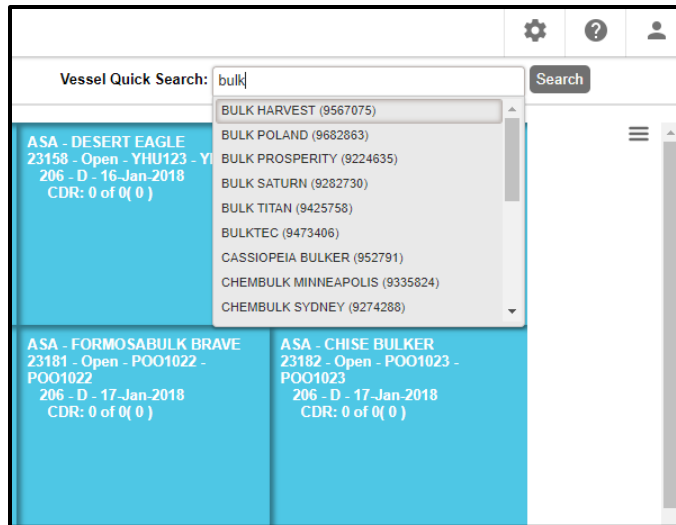 Vessel Quick Search: bulk Search
BULK HARVEST (9567075)
BULK POLAND (9682863)
BULK PROSPERITY (9224635)
BULK SATURN (9282730)
BULK TITAN (9425758)
BULKTEC (9473406)
CASSIOPEIA BULKER (952791)
CHEMBULK MINNEAPOLIS (9335824)
CHEMBULK SYDNEY (9274288)
ASA - DESERT EAGLE
23158 - Open - YHU123 -
206 - D - 16-Jan-2018
CDR: 0 of 0( 0 )
ASA - FORMOSABULK BRAVE
23181 - Open - POO1022 -
POO1022
206 - D - 17-Jan-2018
CDR: 0 of 0( 0 )
ASA - CHISE BULKER
23182 - Open - POO1023 -
POO1023
206 - D - 17-Jan-2018
CDR: 0 of 0( 0 )